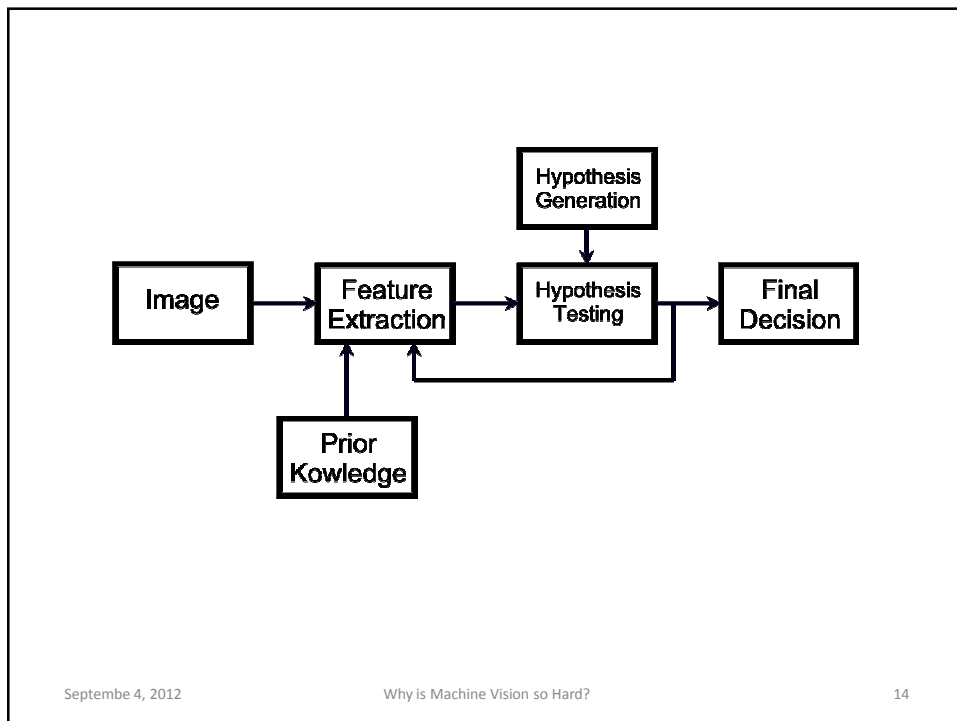 Hypothesis
Generation
Image
Feature
Extraction
Hypothesis
Testing
Final
Decision
Prior
Kowledge
Septembe 4, 2012
Why is Machine Vision so Hard?
14